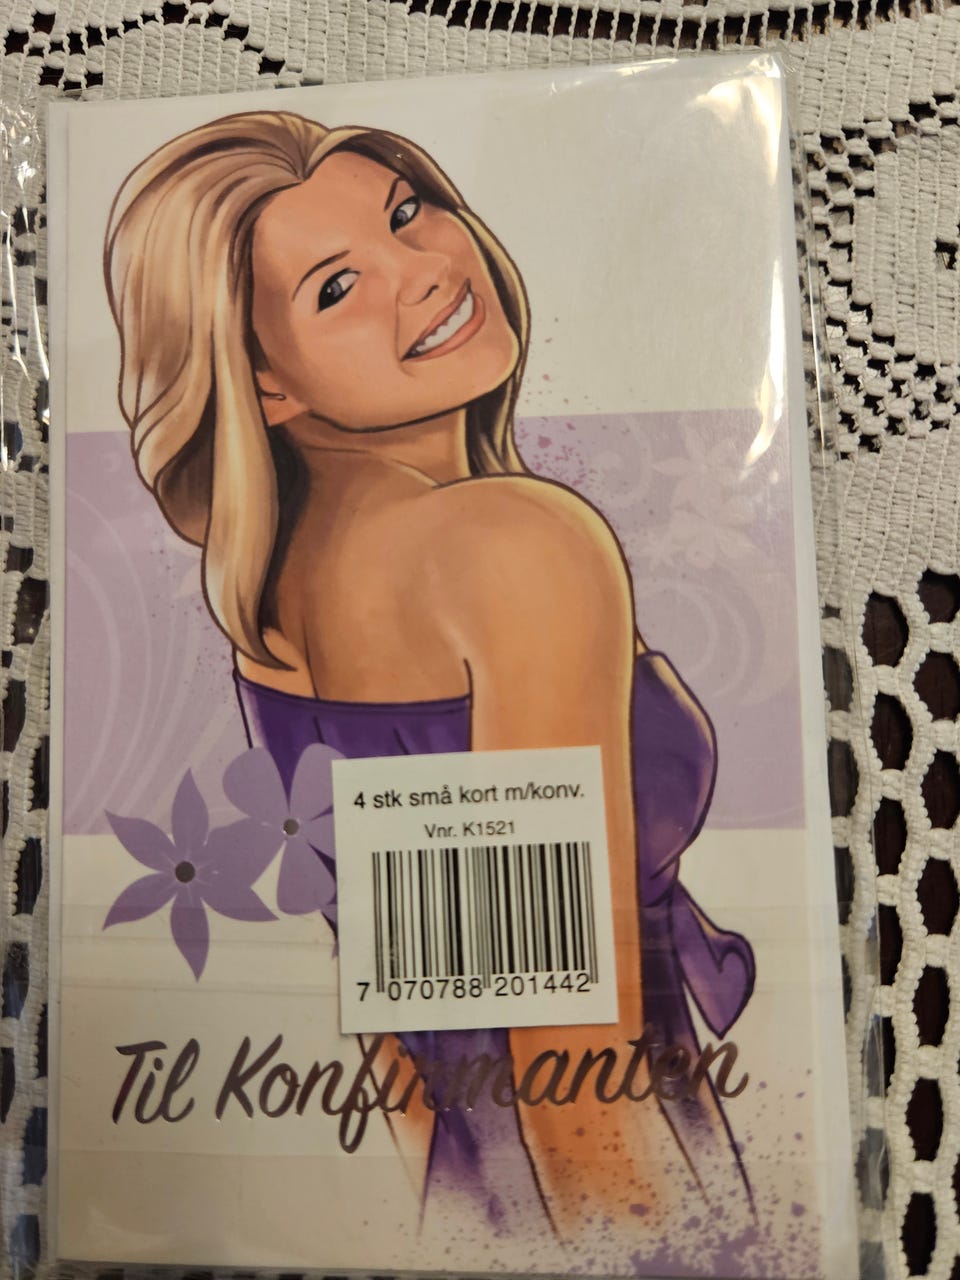 4 stk små kort m/konv.
Vnr. K1521
7 070788 201442
Til Konfirmanten